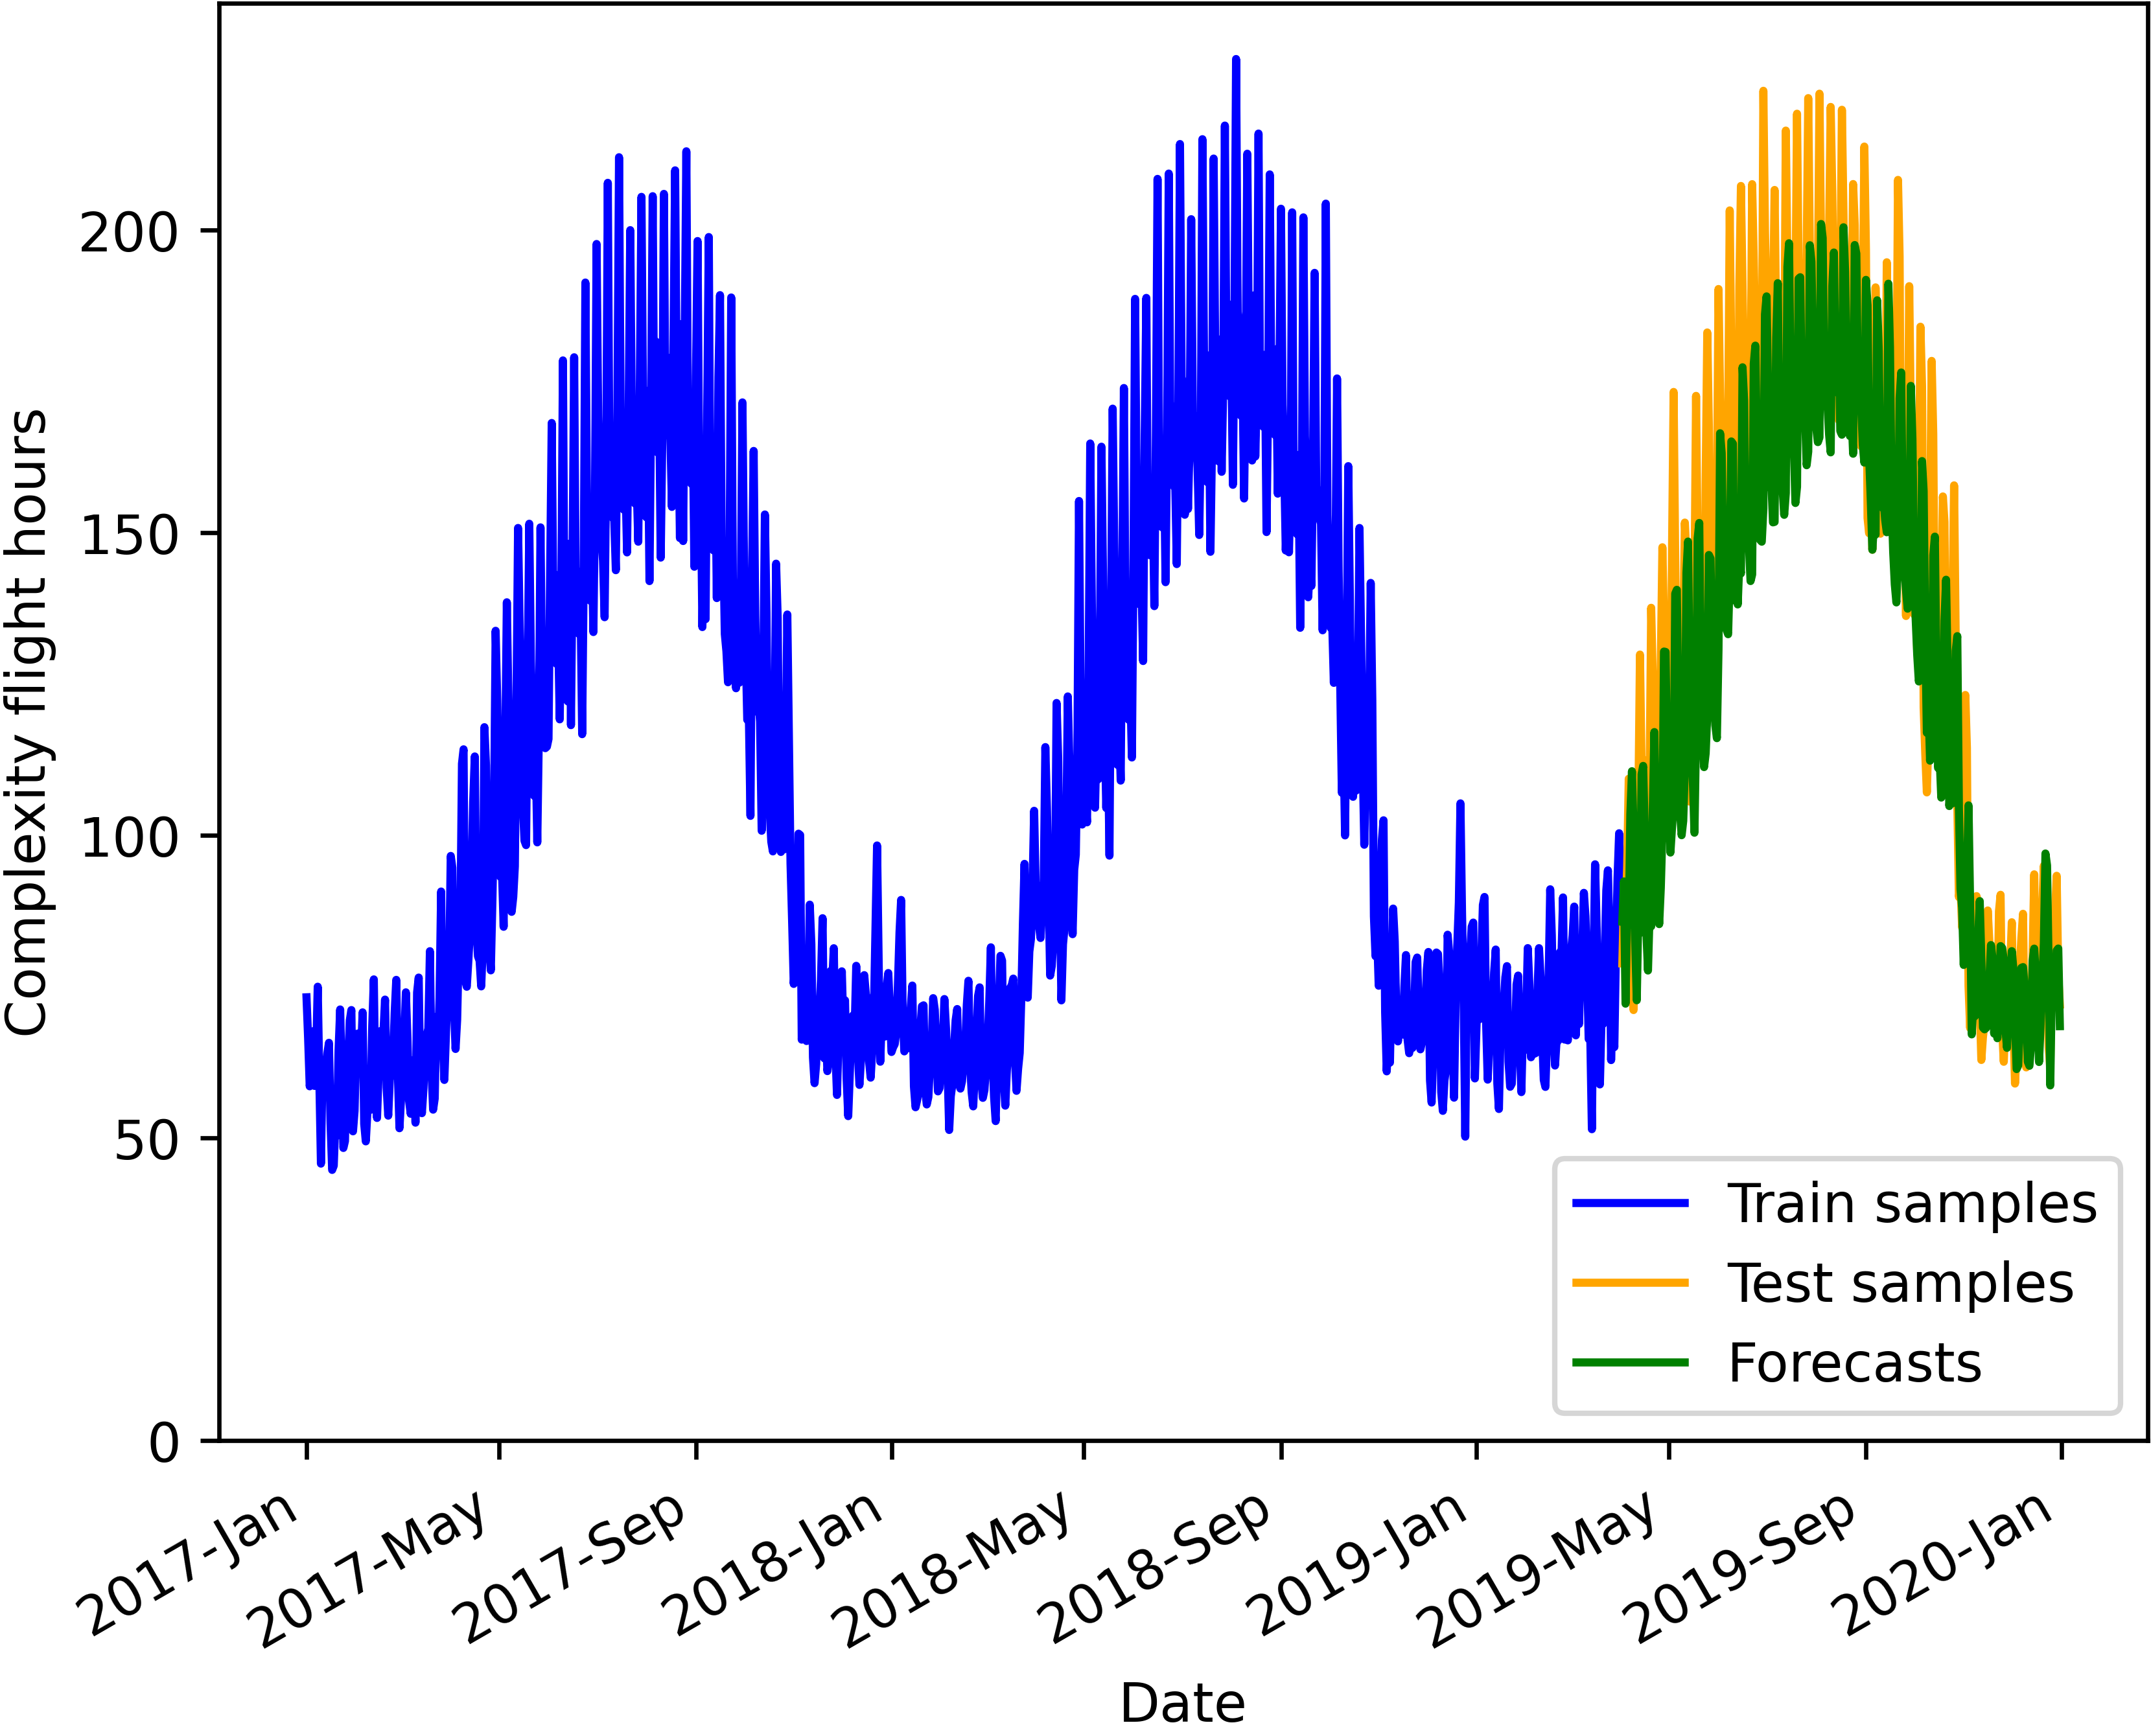 Complexity flight hours
200
150
100
50
0
Train samples
Test samples
Forecasts
2017-Jan
2017-May
2017-Sep
2018-Jan
2018-May
2018-Sep
2019-Jan
2019-May
2019-Sep
2020-Jan
Date